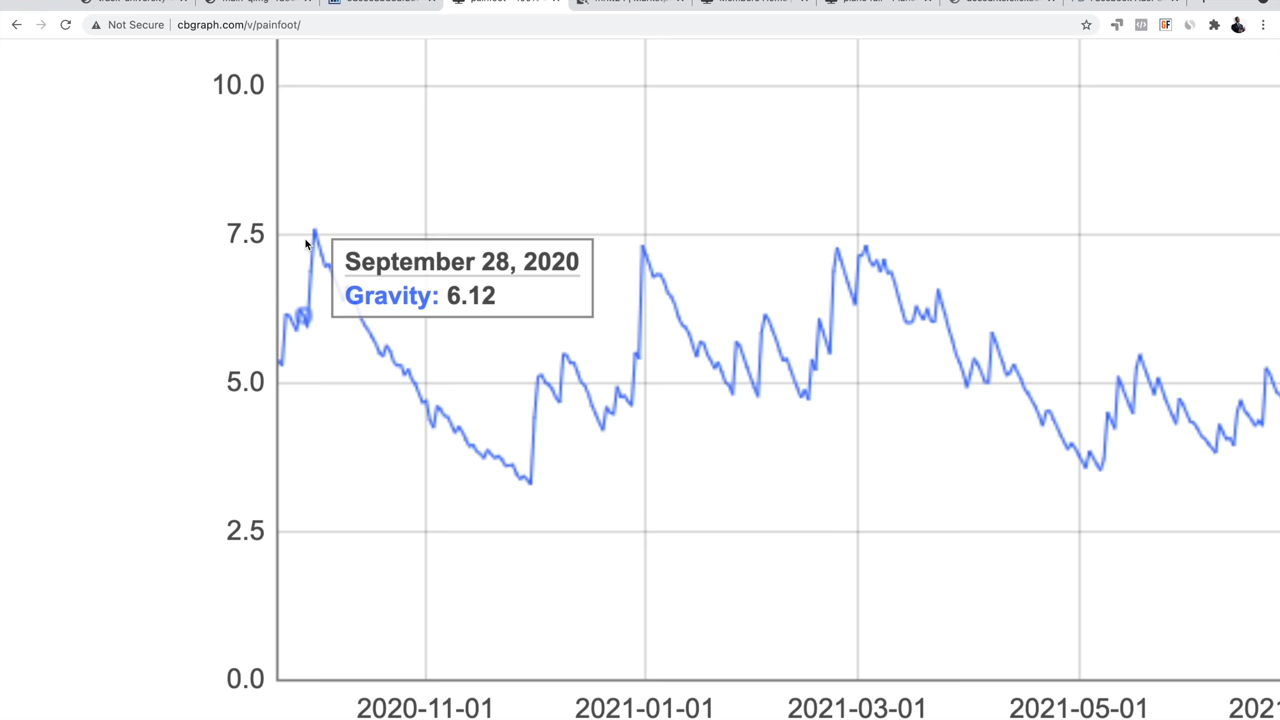 Not Secure | cbgraph.com/v/painfoot/
GF
10.0
7.5
September 28, 2020
Gravity: 6.12
5.0
2.5
0.0
2020-11-01 2021-01-01 2021-03-01 2021-05-01